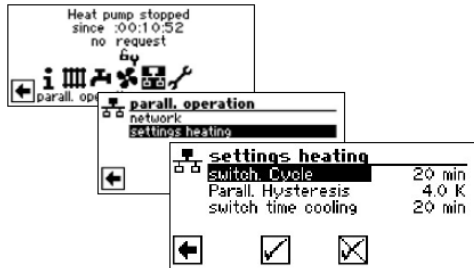 Heat pump stopped
since :00:10:52
no request
parall. ope
parall. operation
network
settings heating
settings heating
switch. Cycle 20 min
Parall. Hysteresis 4.0 K
switch time cooling 20 min